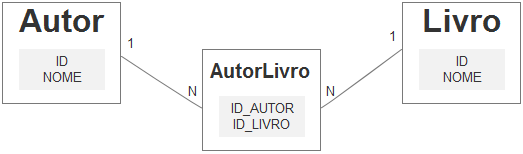 Autor
ID
NOME
1
N
AutorLivro
ID_AUTOR
ID_LIVRO
N
1
Livro
ID
NOME